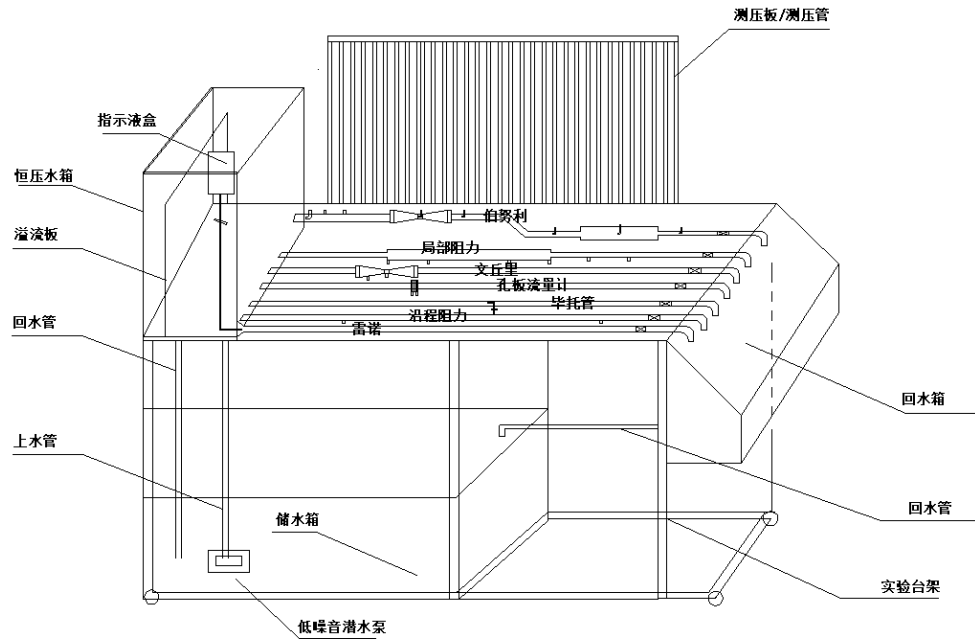 测压板/测压管
指示液盒
恒压水箱
伯努利
溢流板
局部阻力
文丘里
孔板流量计
毕托管
沿程阻力
雷诺
回水管
回水箱
上水管
回水管
储水箱
实验台架
低噪音潜水泵